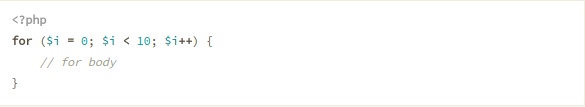 <?php
for ($i = 0; $i < 10; $i++) {
    // for body
}